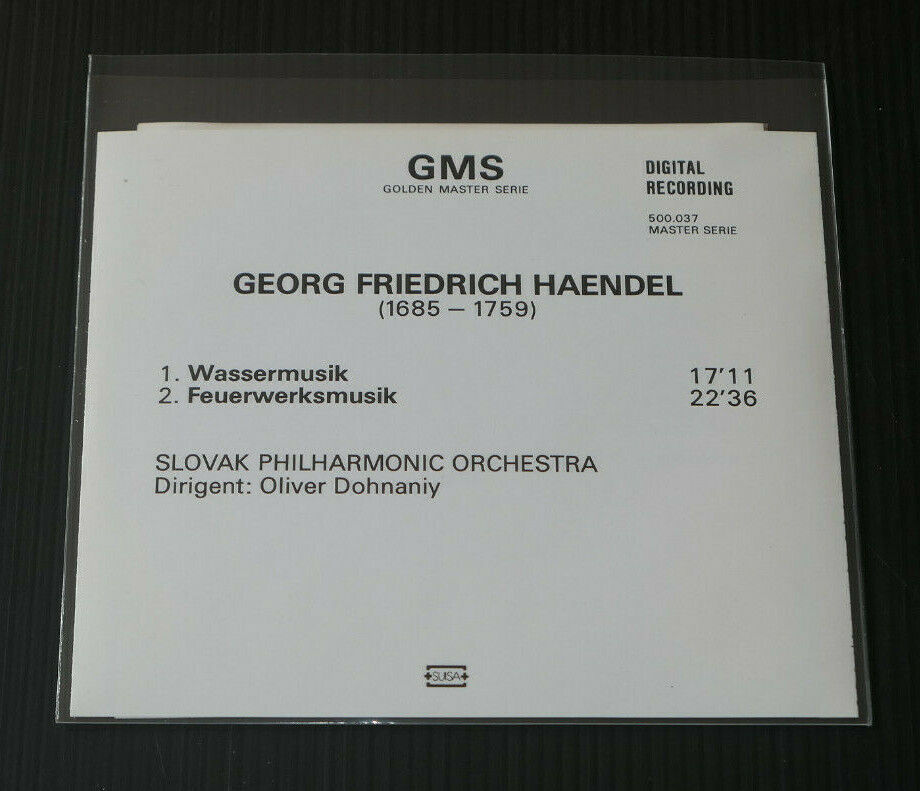 GMS
GOLDEN MASTER SERIE
DIGITAL
RECORDING
500.037
MASTER SERIE
GEORG FRIEDRICH HAENDEL
(1685 – 1759)
1. Wassermusik 17'11
2. Feuerwerksmusik 22'36
SLOVAK PHILHARMONIC ORCHESTRA
Dirigent: Oliver Dohnaniy
SUISA